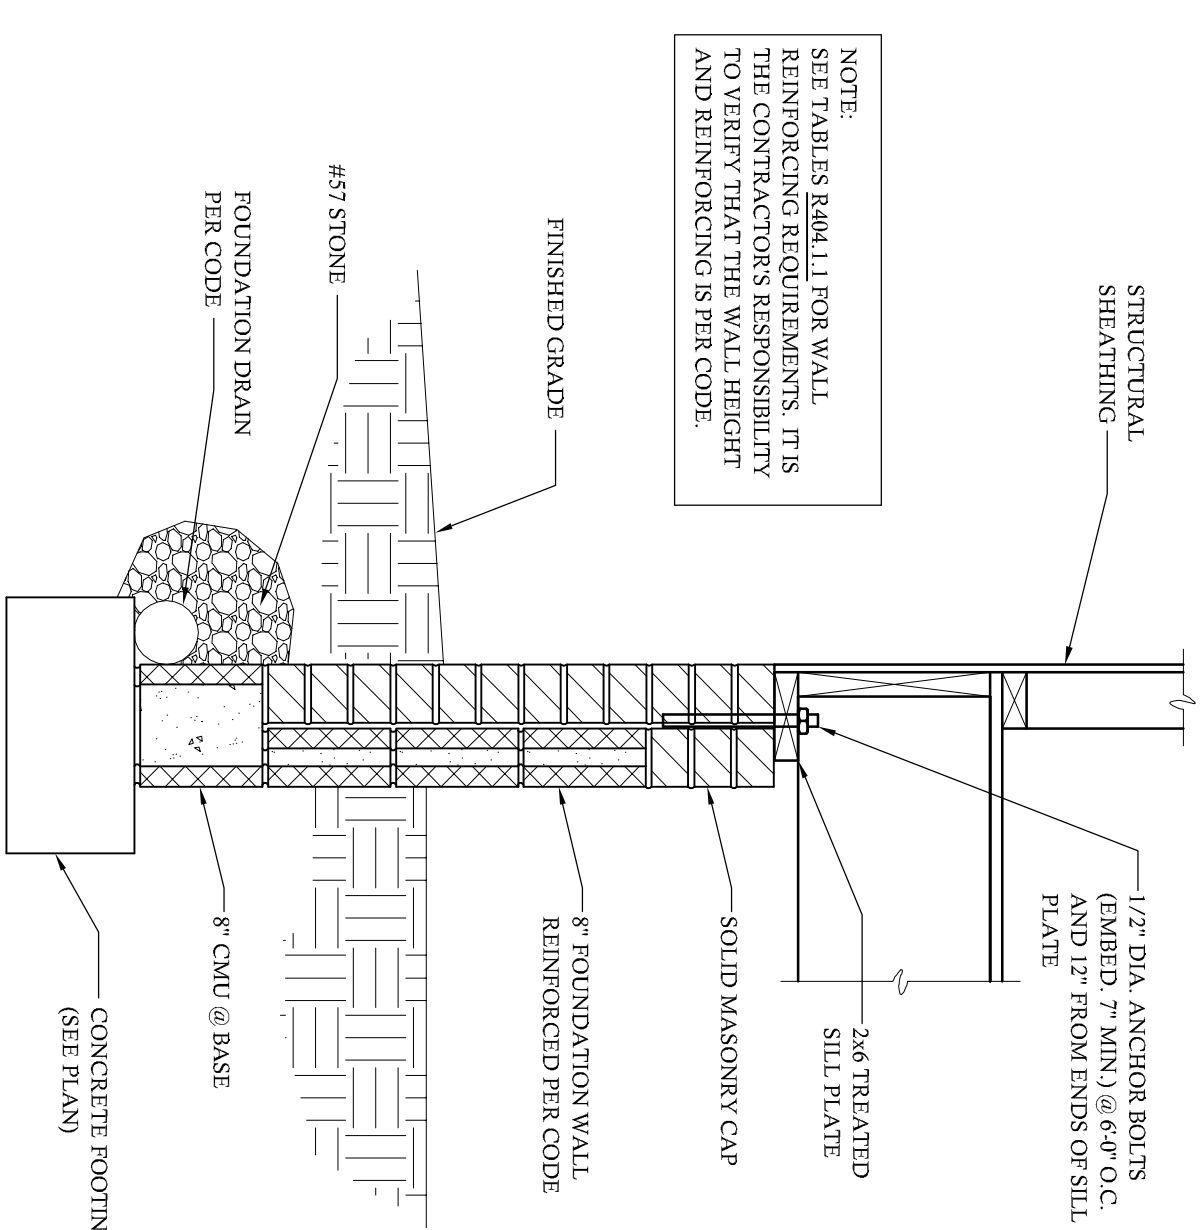 NOTE:
SEE TABLES R404.1.1 FOR WALL
REINFORCING REQUIREMENTS. IT IS
THE CONTRACTOR'S RESPONSIBILITY
TO VERIFY THAT THE WALL HEIGHT
AND REINFORCING IS PER CODE.
STRUCTURAL
SHEATHING
FINISHED GRADE
#57 STONE
FOUNDATION DRAIN
PER CODE
1/2" DIA. ANCHOR BOLTS
(EMBED. 7" MIN.) @ 6'-0" O.C.
AND 12" FROM ENDS OF SILL
PLATE
2x6 TREATED
SILL PLATE
SOLID MASONRY CAP
8" FOUNDATION WALL
REINFORCED PER CODE
8" CMU @ BASE
CONCRETE FOOTIN
(SEE PLAN)